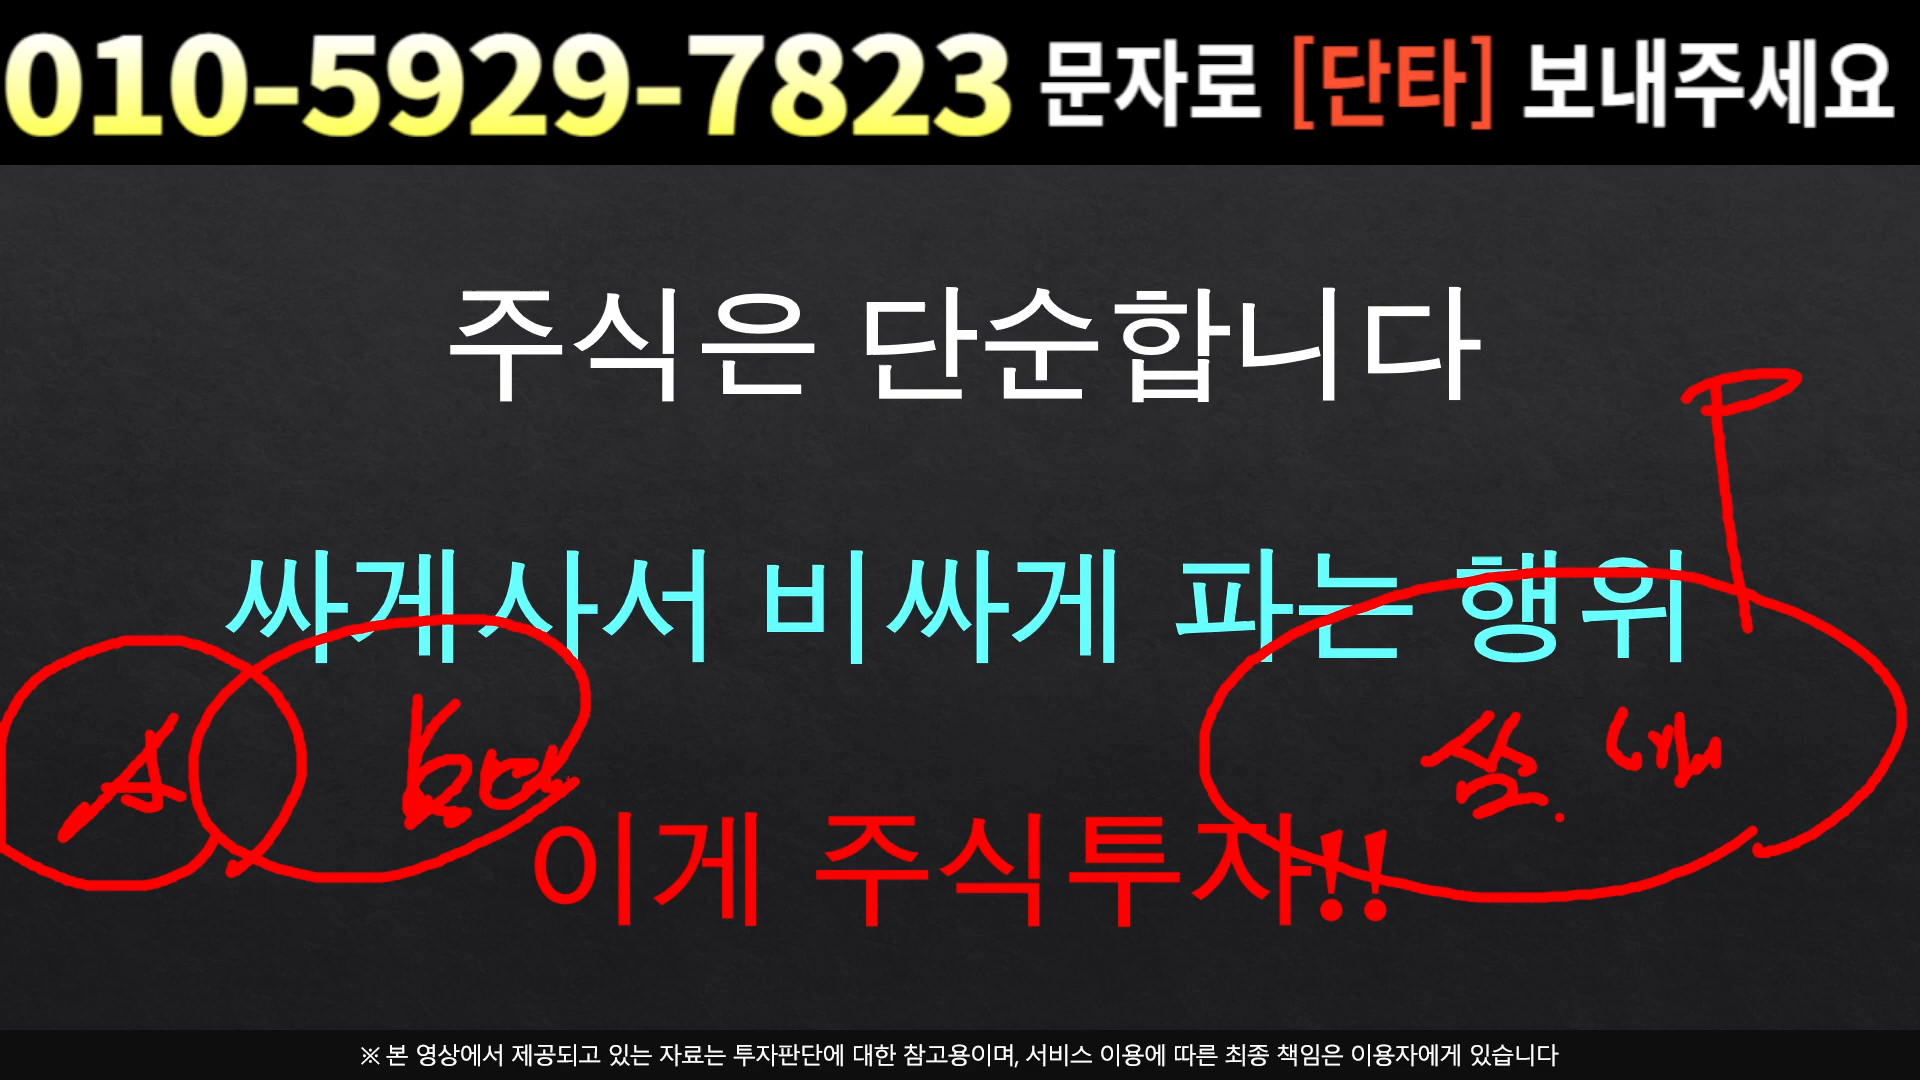 010-5929-7823 문자로 [단타] 보내주세요
주식은 단순합니다
싸게사서 비싸게 파는 행위
이게 주식투자!!
※ 본 영상에서 제공되고 있는 자료는 투자판단에 대한 참고용이며, 서비스 이용에 따른 최종 책임은 이용자에게 있습니다